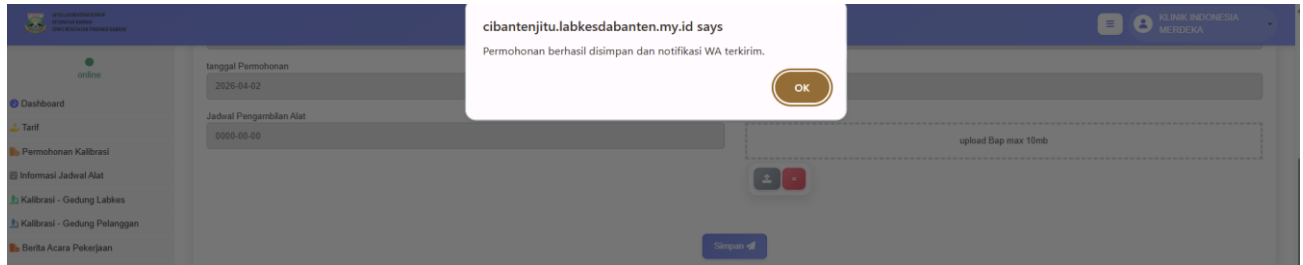 cibantenjitu.labkesdabanten.my.id says
Permohonan berhasil disimpan dan notifikasi WA terkirim.
OK
KLINIK INDONESIA
MERDEKA
online
Dashboard
Tarif
Permohonan Kalibrasi
Informasi Jadwal Alat
Kalibrasi - Gedung Labkes
Kalibrasi - Gedung Pelanggan
Berita Acara Pekerjaan
tanggal Permohonan
2026-04-02
Jadwal Pengambilan Alat
0000-00-00
upload Bap max 10mb
Simpan